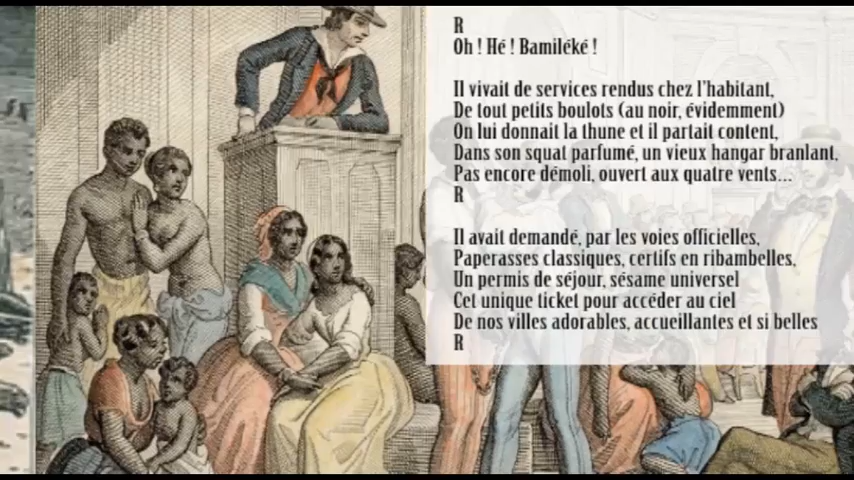 R
Oh ! Hé ! Bamiléké !
Il vivait de services rendus chez l'habitant,
De tout petits boulots (au noir, évidemment)
On lui donnait la thune et il partait content,
Dans son squat parfumé, un vieux hangar branlant,
Pas encore démoli, ouvert aux quatre vents...
R
Il avait demandé, par les voies officielles,
Paperasses classiques, certifs en ribambelles,
Un permis de séjour, sésame universel
Cet unique ticket pour accéder au ciel
De nos villes adorables, accueillantes et si belles
R